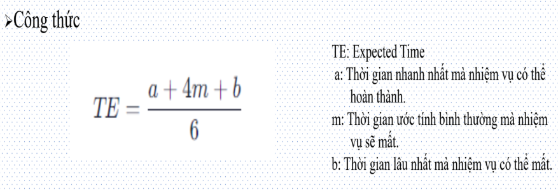 ➢Công thức
TE = \frac{a + 4m + b}{6}
TE: Expected Time
a: Thời gian nhanh nhất mà nhiệm vụ có thể
hoàn thành.
m: Thời gian ước tính bình thường mà nhiệm
vụ sẽ mất.
b: Thời gian lâu nhất mà nhiệm vụ có thể mất.